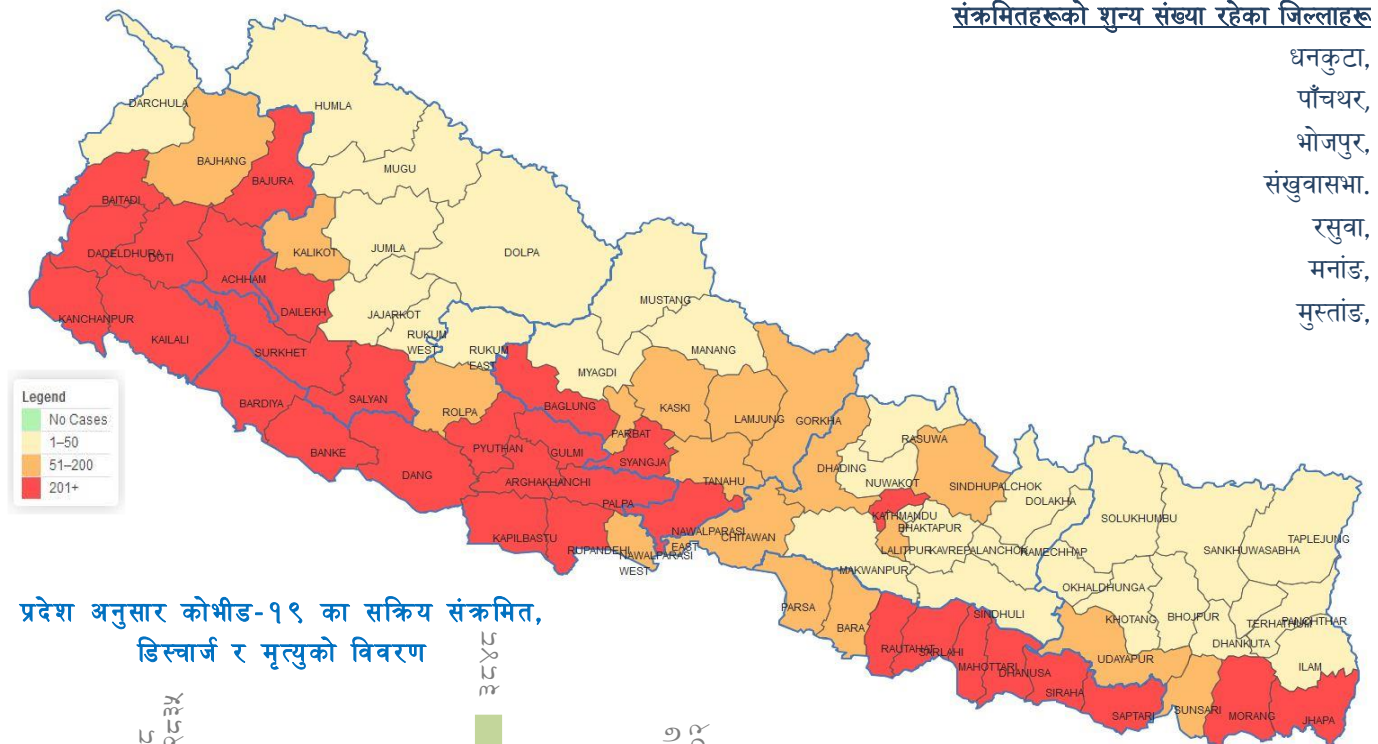 संक्रमितहरूको शुन्य संख्या रहेका जिल्लाहरू
धनकुटा,
पाँचथर,
भोजपुर,
संखुवासभा.
रसुवा,
मनांङ,
मुस्तांङ,
DARCHULA
HUMLA
BAJHANG
MUGU
BAJURA
BAITADI
KALIKOT
JUMLA
DOLPA
DADELDHURA
DOTI
ACHHAM
DAILEKH
MUSTANG
KANCHANPUR
JAJARKOT
KAILALI
RUKUM
WEST
RUKUM
EAST
SURKHET
MANANG
MYAGDI
Legend
No Cases
1–50
51–200
201+
BARDIYA
SALYAN
ROLPA
BAGLUNG
KASKI
LAMJUNG
GORKHA
PARBAT
RASUWA
BANKE
PYUTHAN
GULMI
SYANGJA
DANG
ARGHAKHANCHI
TANAHU
DHADING
NUWAKOT
SINDHUPALCHOK
DOLAKHA
PALPA
KATHMANDU
BHAKTAPUR
SOLUKHUMBU
TAPLEJUNG
KAPILBASTU
RUPANDEHI
NAWALPARASI
EAST
NAWALPARASI
WEST
CHITAWAN
LALITPUR
KAVREPALANCHOK
RAMECHHAP
SANKHUWASABHA
MAKWANPUR
OKHALDHUNGA
PARSA
BARA
SINDHULI
KHOTANG
BHOJPUR
TERHATHUM
PANCHTHAR
DHANKUTA
RAUTAHAT
SARLAHI
MAHOTTARI
DHANUSA
UDAYAPUR
ILAM
SIRAHA
SAPTARI
SUNSARI
MORANG
JHAPA
प्रदेश अनुसार कोभीड-१९ का सक्रिय संक्रमित,
डिस्चार्ज र मृत्युको विवरण
३८४८